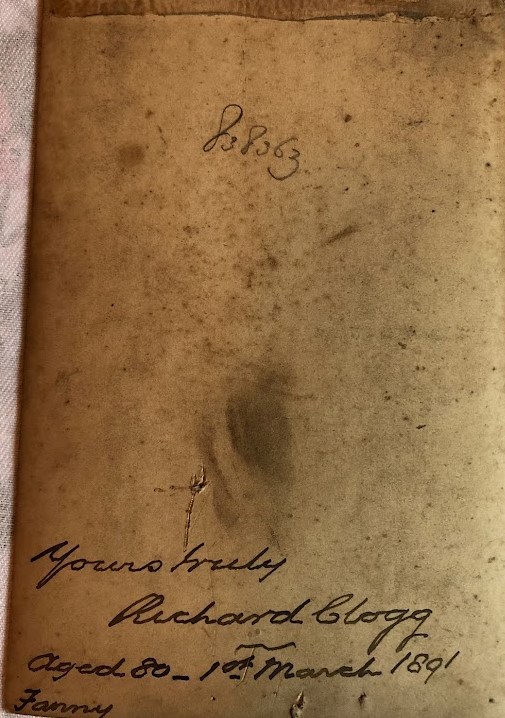 838363
Yours truly
Richard Clogg
Aged 80 - 1st March 1891
Fanny